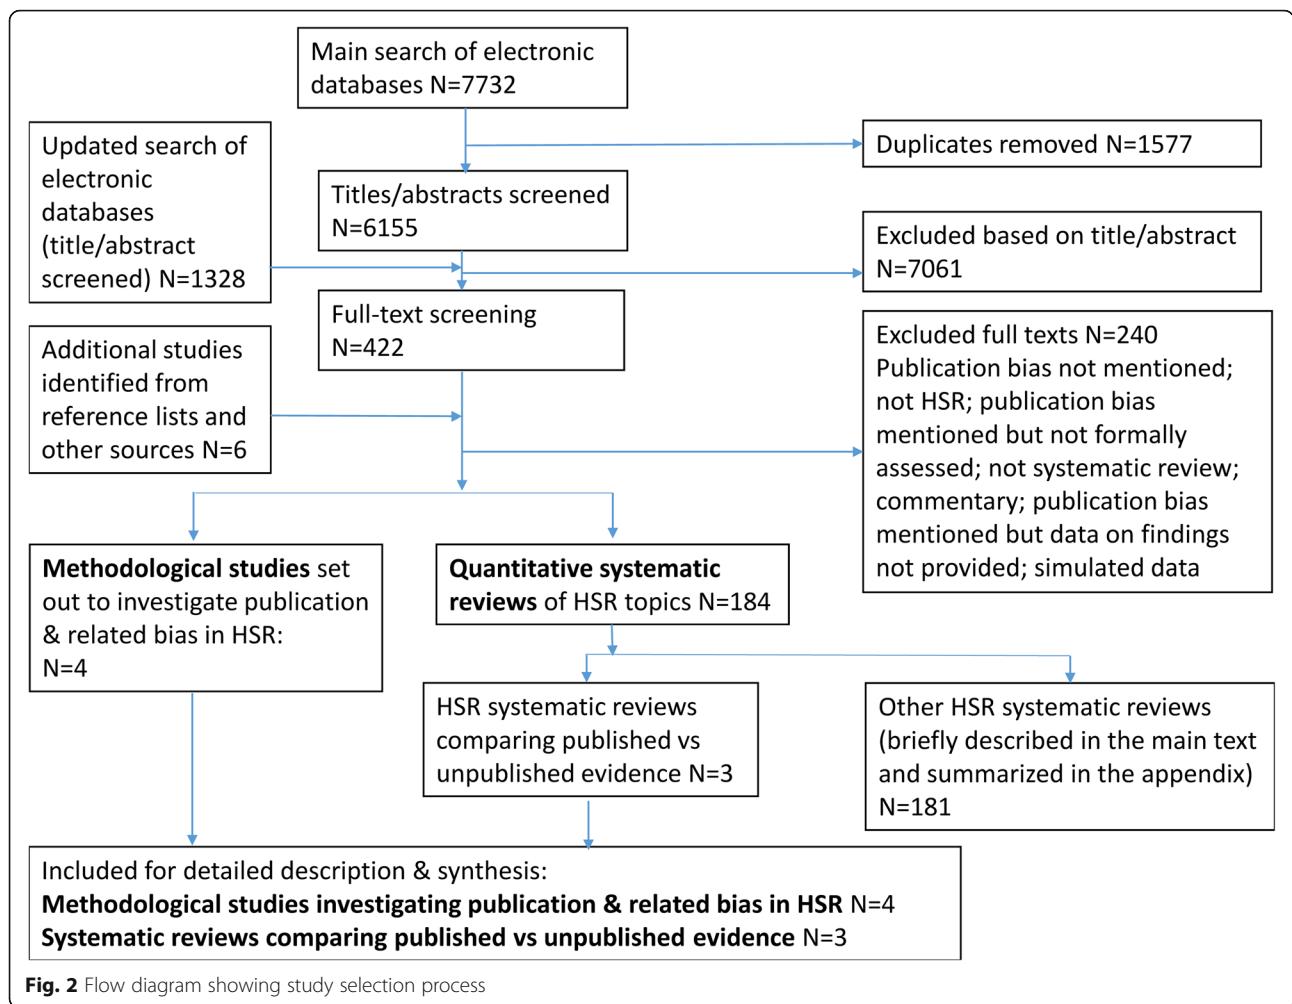 Main search of electronic
databases N=7732
Updated search of
electronic
databases
(title/abstract
screened) N=1328
Duplicates removed N=1577
Titles/abstracts screened
N=6155
Excluded based on title/abstract
N=7061
Full-text screening
N=422
Additional studies
identified from
reference lists and
other sources N=6
Excluded full texts N=240
Publication bias not mentioned;
not HSR; publication bias
mentioned but not formally
assessed; not systematic review;
commentary; publication bias
mentioned but data on findings
not provided; simulated data
Methodological studies set
out to investigate publication
& related bias in HSR:
N=4
Quantitative systematic
reviews of HSR topics N=184
HSR systematic reviews
comparing published vs
unpublished evidence N=3
Other HSR systematic reviews
(briefly described in the main text
and summarized in the appendix)
N=181
Included for detailed description & synthesis:
Methodological studies investigating publication & related bias in HSR N=4
Systematic reviews comparing published vs unpublished evidence N=3
Fig. 2 Flow diagram showing study selection process